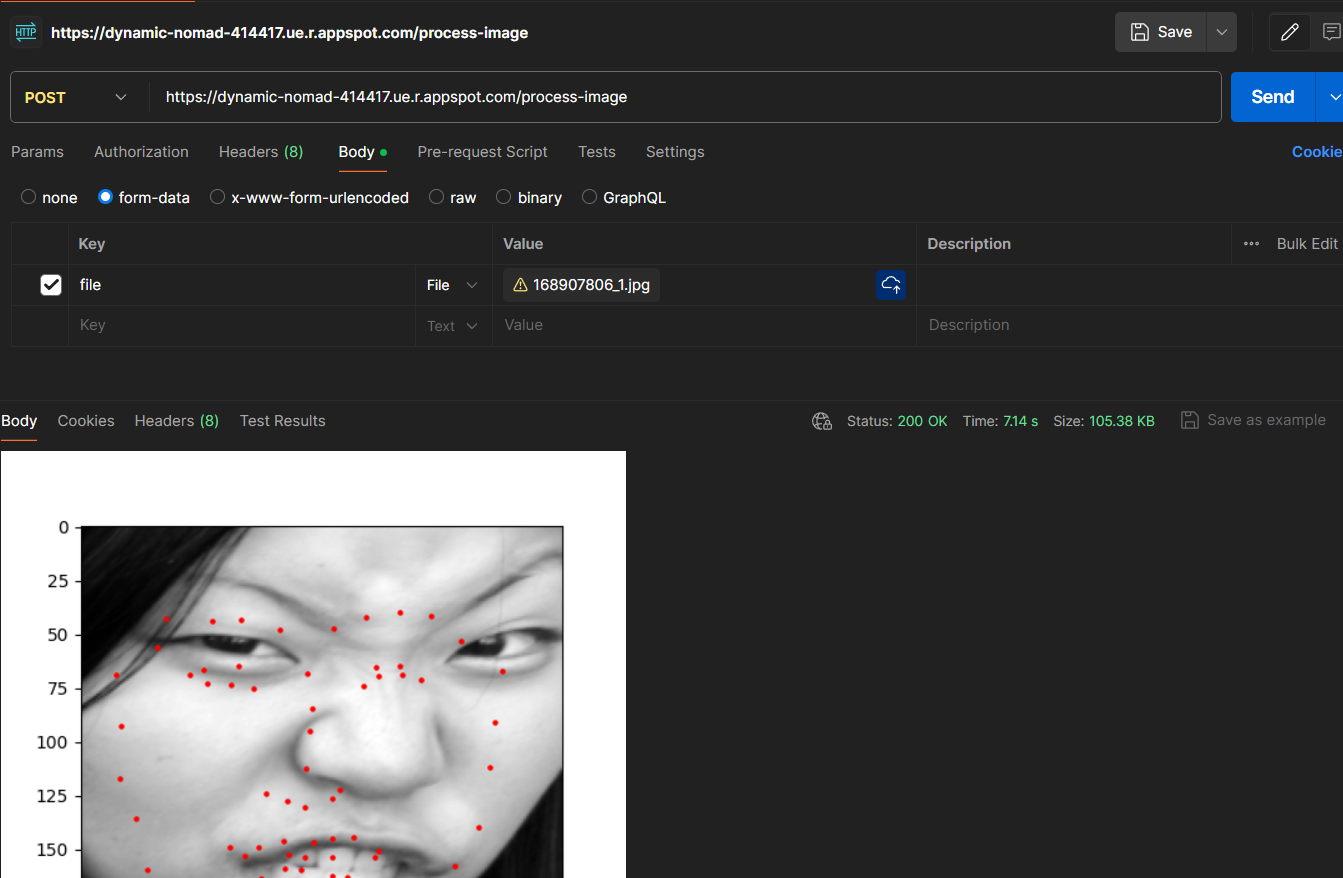 HTTP https://dynamic-nomad-414417.ue.r.appspot.com/process-image Save
POST https://dynamic-nomad-414417.ue.r.appspot.com/process-image Send
Params Authorization Headers (8) Body Pre-request Script Tests Settings Cookie
none form-data x-www-form-urlencoded raw binary GraphQL
Key Value Description Bulk Edit
file File 168907806_1.jpg
Key Text Value Description
Body Cookies Headers (8) Test Results Status: 200 OK Time: 7.14 s Size: 105.38 KB Save as example
0
25
50
75
100
125
150